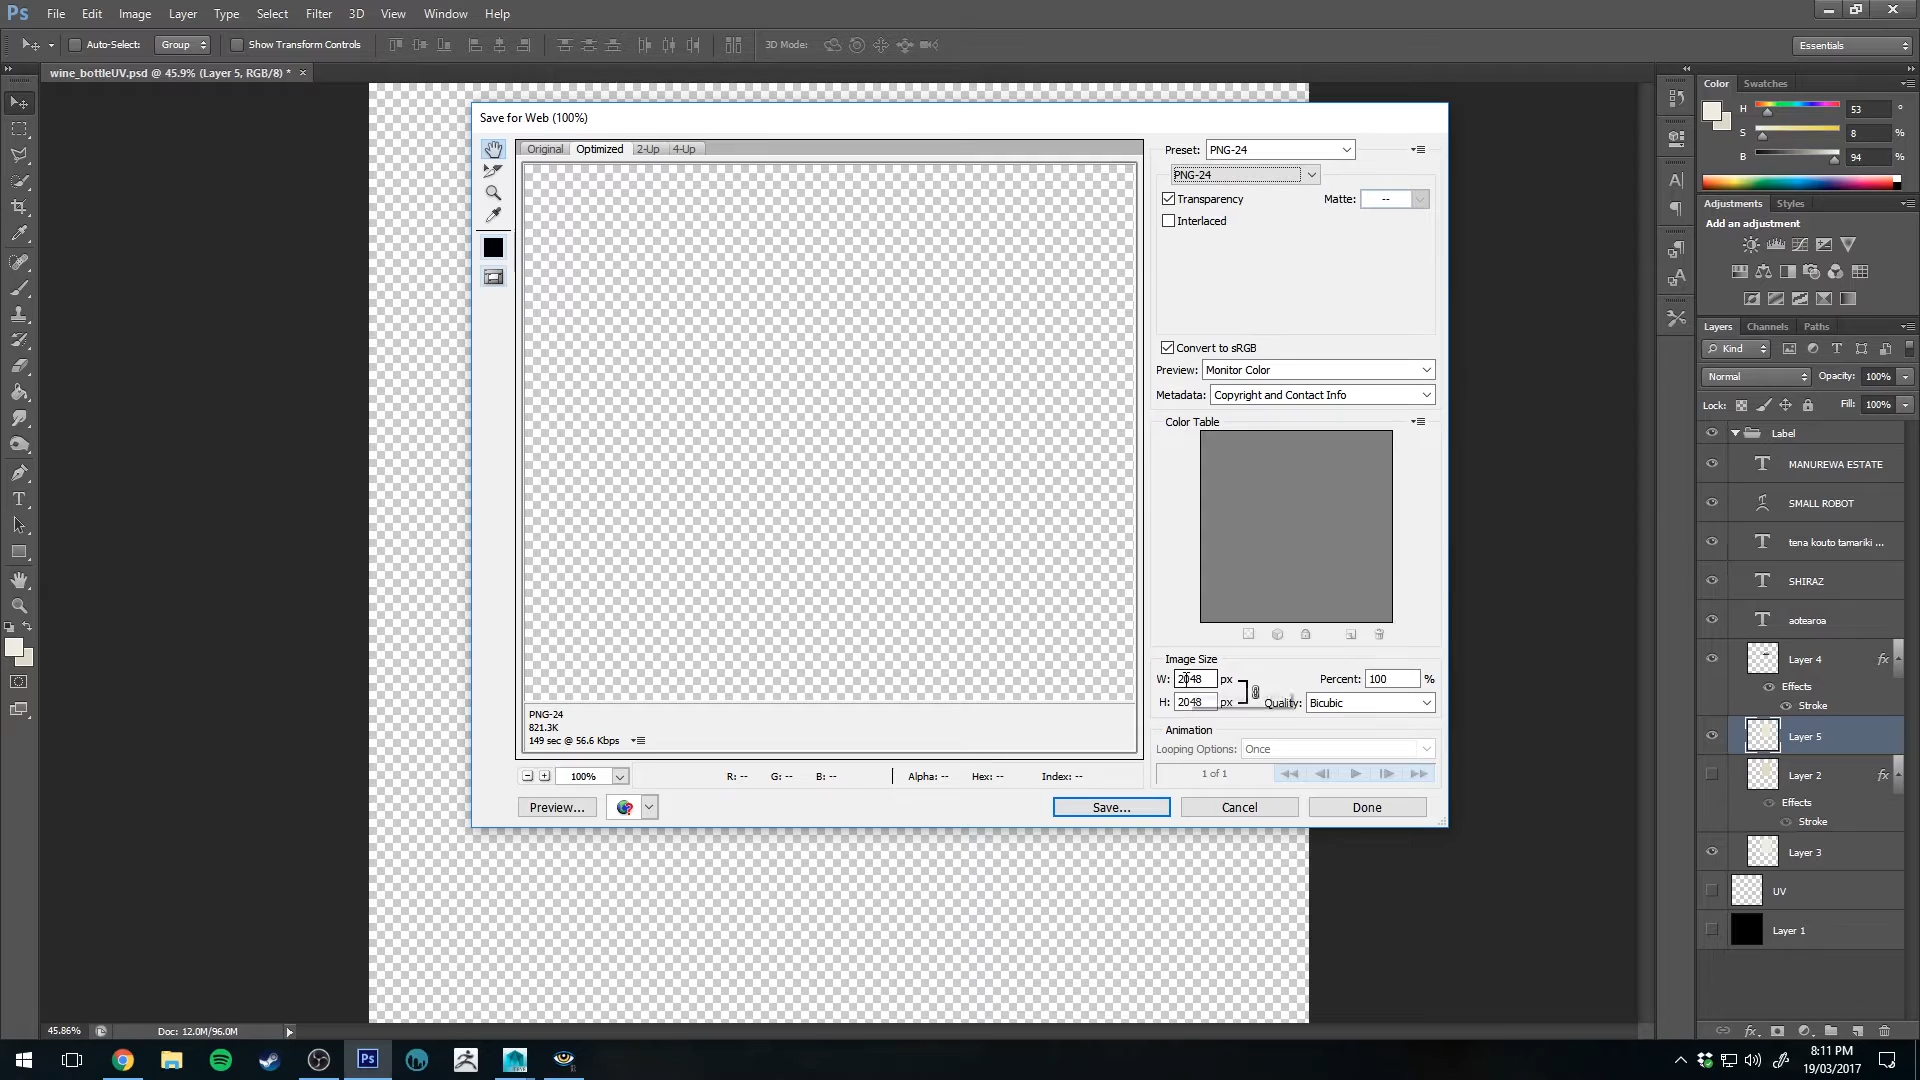 Ps File Edit Image Layer Type Select Filter 3D View Window Help
Auto-Select: Group Show Transform Controls 3D Mode: Essentials
wine_bottleUV.psd @ 45.9% (Layer 5, RGB/8) * ×
Save for Web (100%)
Original Optimized 2-Up 4-Up
PNG-24
821.3K
149 sec @ 56.6 Kbps
100% R: -- G: -- B: -- Alpha: -- Hex: -- Index: --
Preview... Save... Cancel Done
Preset: PNG-24
PNG-24
Transparency Matte: --
Interlaced
Convert to sRGB
Preview: Monitor Color
Metadata: Copyright and Contact Info
Color Table
Image Size
W: 2048 px Percent: 100 %
H: 2048 px Quality: Bicubic
Animation
Looping Options: Once
1 of 1
Color Swatches
H 53 °
S 8 %
B 94 %
Adjustments Styles
Add an adjustment
Layers Channels Paths
Kind
Normal Opacity: 100%
Lock: Fill: 100%
Label
MANUREWA ESTATE
SMALL ROBOT
tena kouto tamariki ...
SHIRAZ
aotearoa
Layer 4 fx
Effects
Stroke
Layer 5
Layer 2 fx
Effects
Stroke
Layer 3
UV
Layer 1
45.86% Doc: 12.0M/96.0M
Ps
8:11 PM
19/03/2017